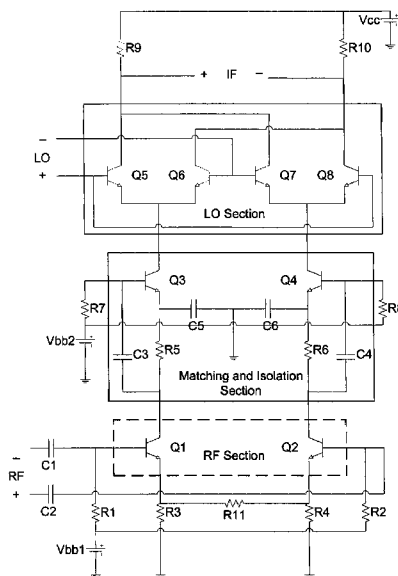 Vcc
R9
R10
+ IF −
−
LO
+
Q5
Q6
Q7
Q8
LO Section
Q3
Q4
R7
C5
C6
Vbb2
C3
R5
R6
C4
Matching and Isolation
Section
Q1
RF Section
Q2
−
C1
RF
+
C2
R1
R3
R11
R4
R2
Vbb1